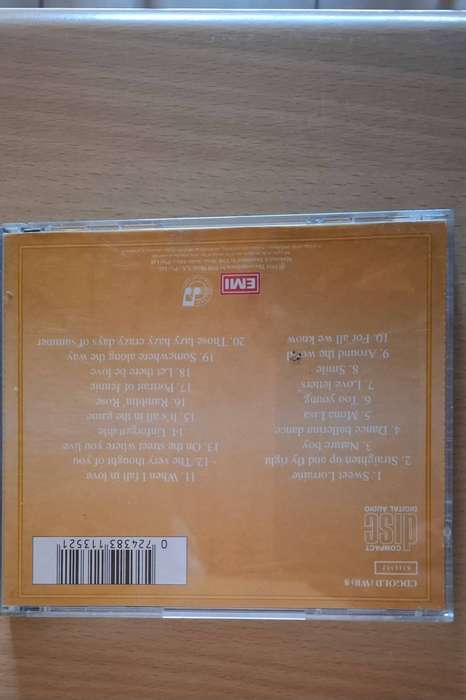 CDGOLD (WB) 8
COMPACT
disc
DIGITAL AUDIO
0 724383 113521
1. Sweet Lorraine
2. Straighten up and fly right
3. Nature boy
4. Dance ballerina dance
5. Mona Lisa
6. Too young
7. Love letters
8. Smile
9. Around the world
10. For all we know
11. When I fall in love
12. The very thought of you
13. On the street where you live
14. Unforgettable
15. It's all in the game
16. Ramblin' Rose
17. Portrait of Jennie
18. Let there be love
19. Somewhere along the way
20. Those lazy hazy crazy days of summer
EMI